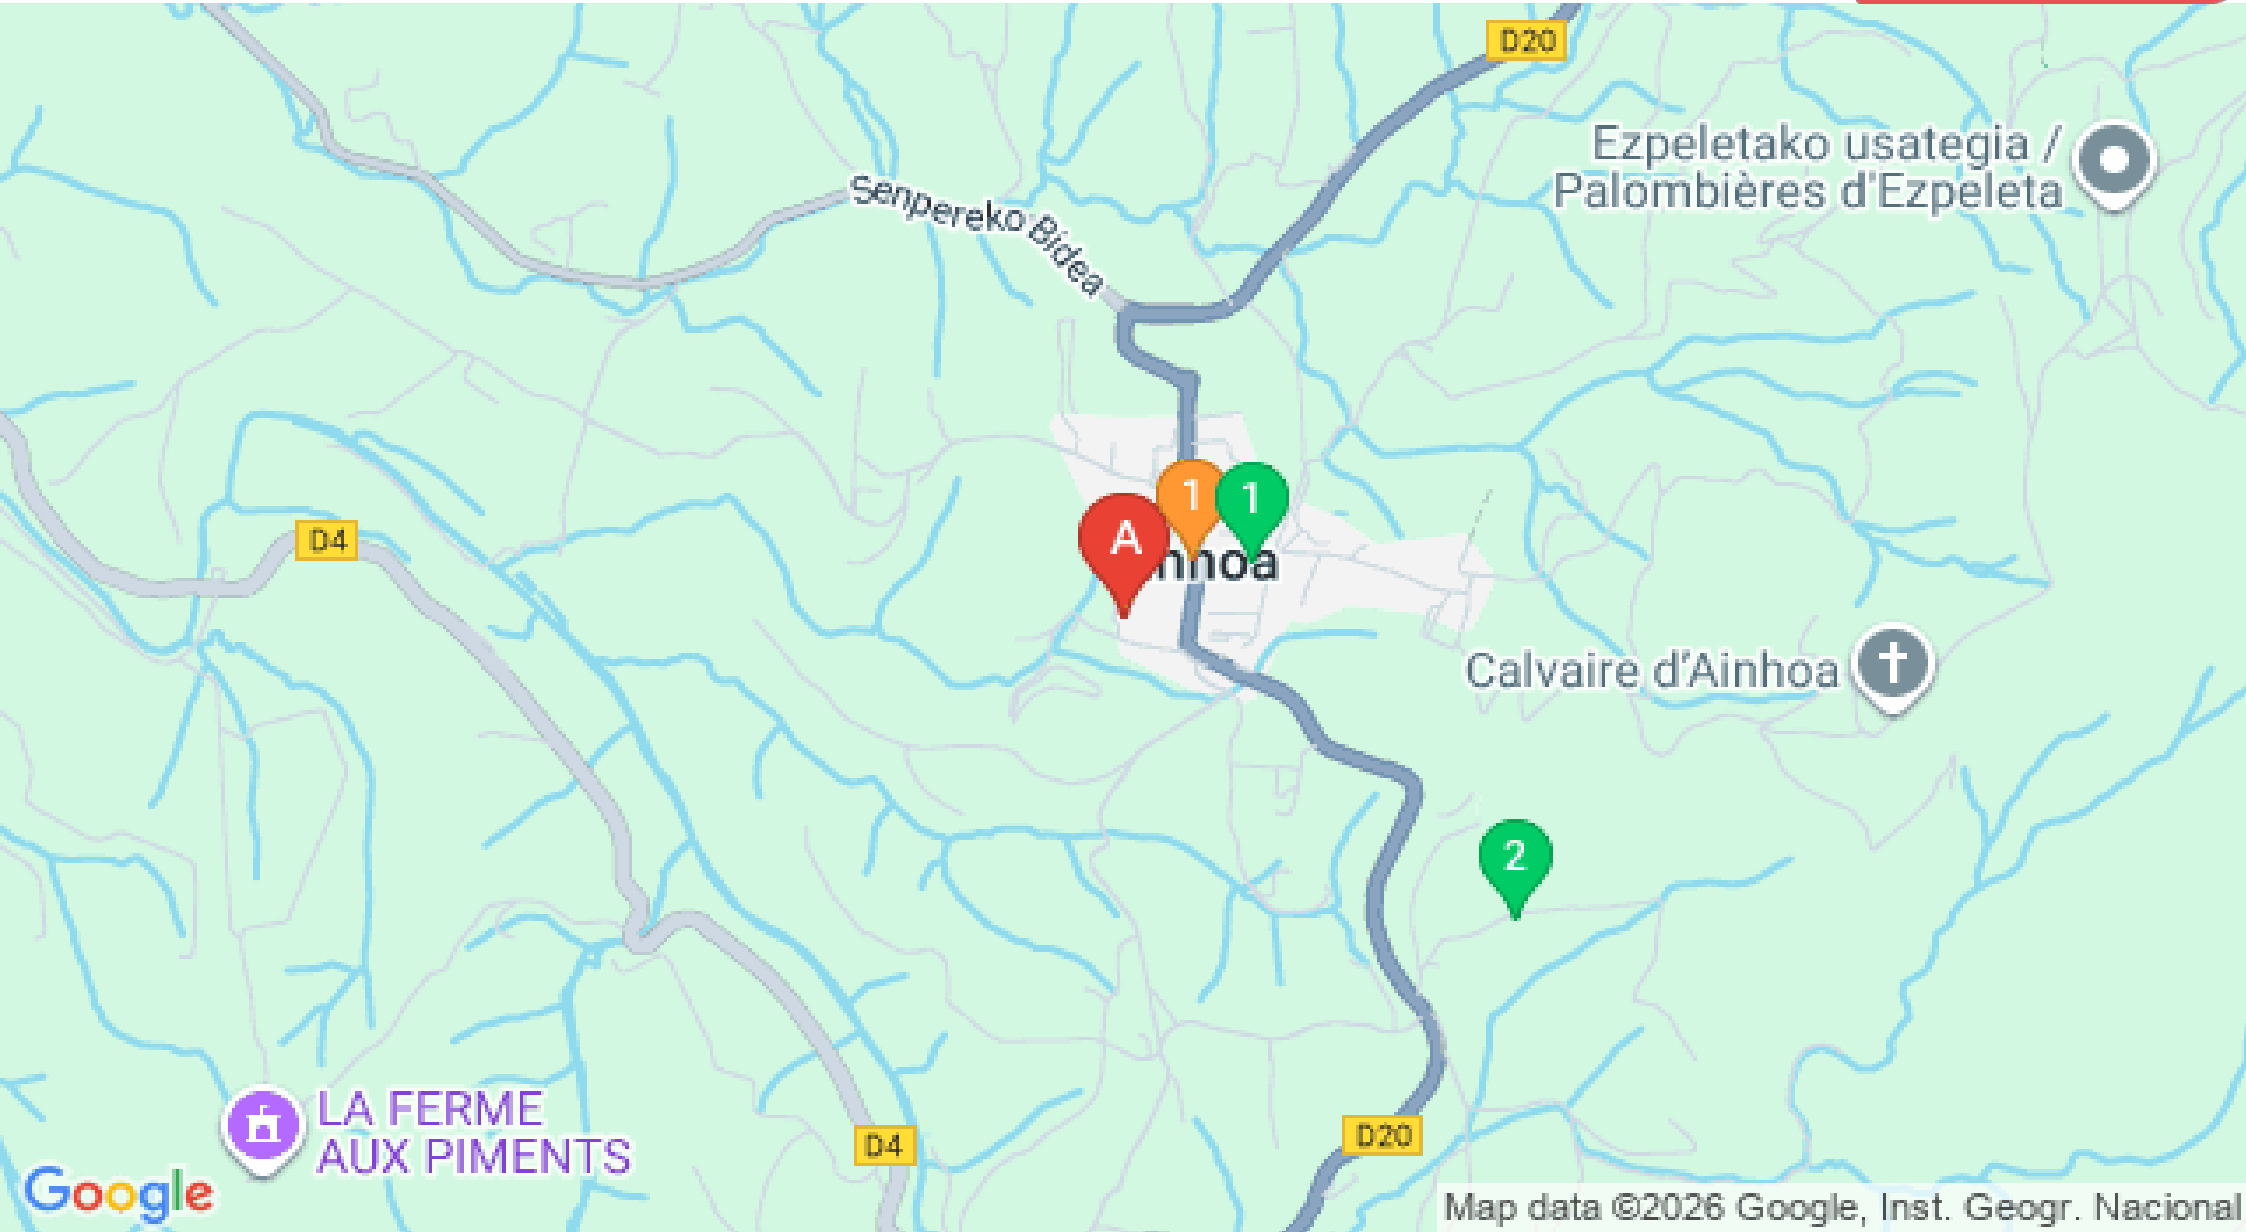 D20
Ezpeletako usategia /
Palombières d'Ezpeleta
Senpereko Bidea
1
1
A
D4
nhoa
Calvaire d'Ainhoa
2
LA FERME
AUX PIMENTS
D4
D20
Google
Map data ©2026 Google, Inst. Geogr. Nacional